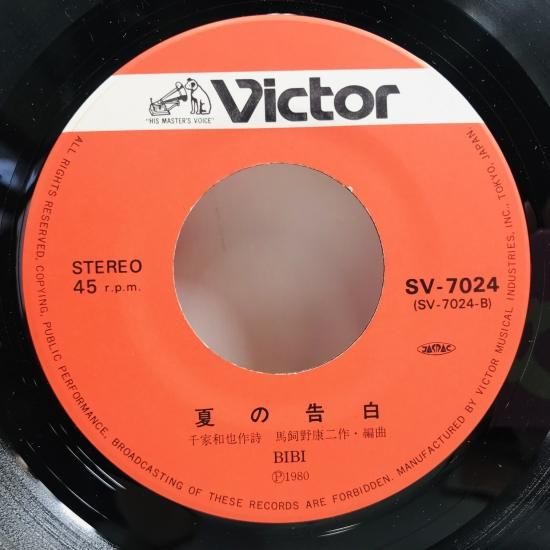 Victor
"HIS MASTER'S VOICE"
STEREO
45 r.p.m.
SV-7024
(SV-7024-B)
JASRAC
夏の告白
千家和也作詩 馬飼野康二作・編曲
BIBI
Ⓟ1980
ALL RIGHTS RESERVED, COPYING, PUBLIC PERFORMANCE, BROADCASTING OF THESE RECORDS ARE FORBIDDEN. MANUFACTURED BY VICTOR MUSICAL INDUSTRIES, INC., TOKYO, JAPAN.